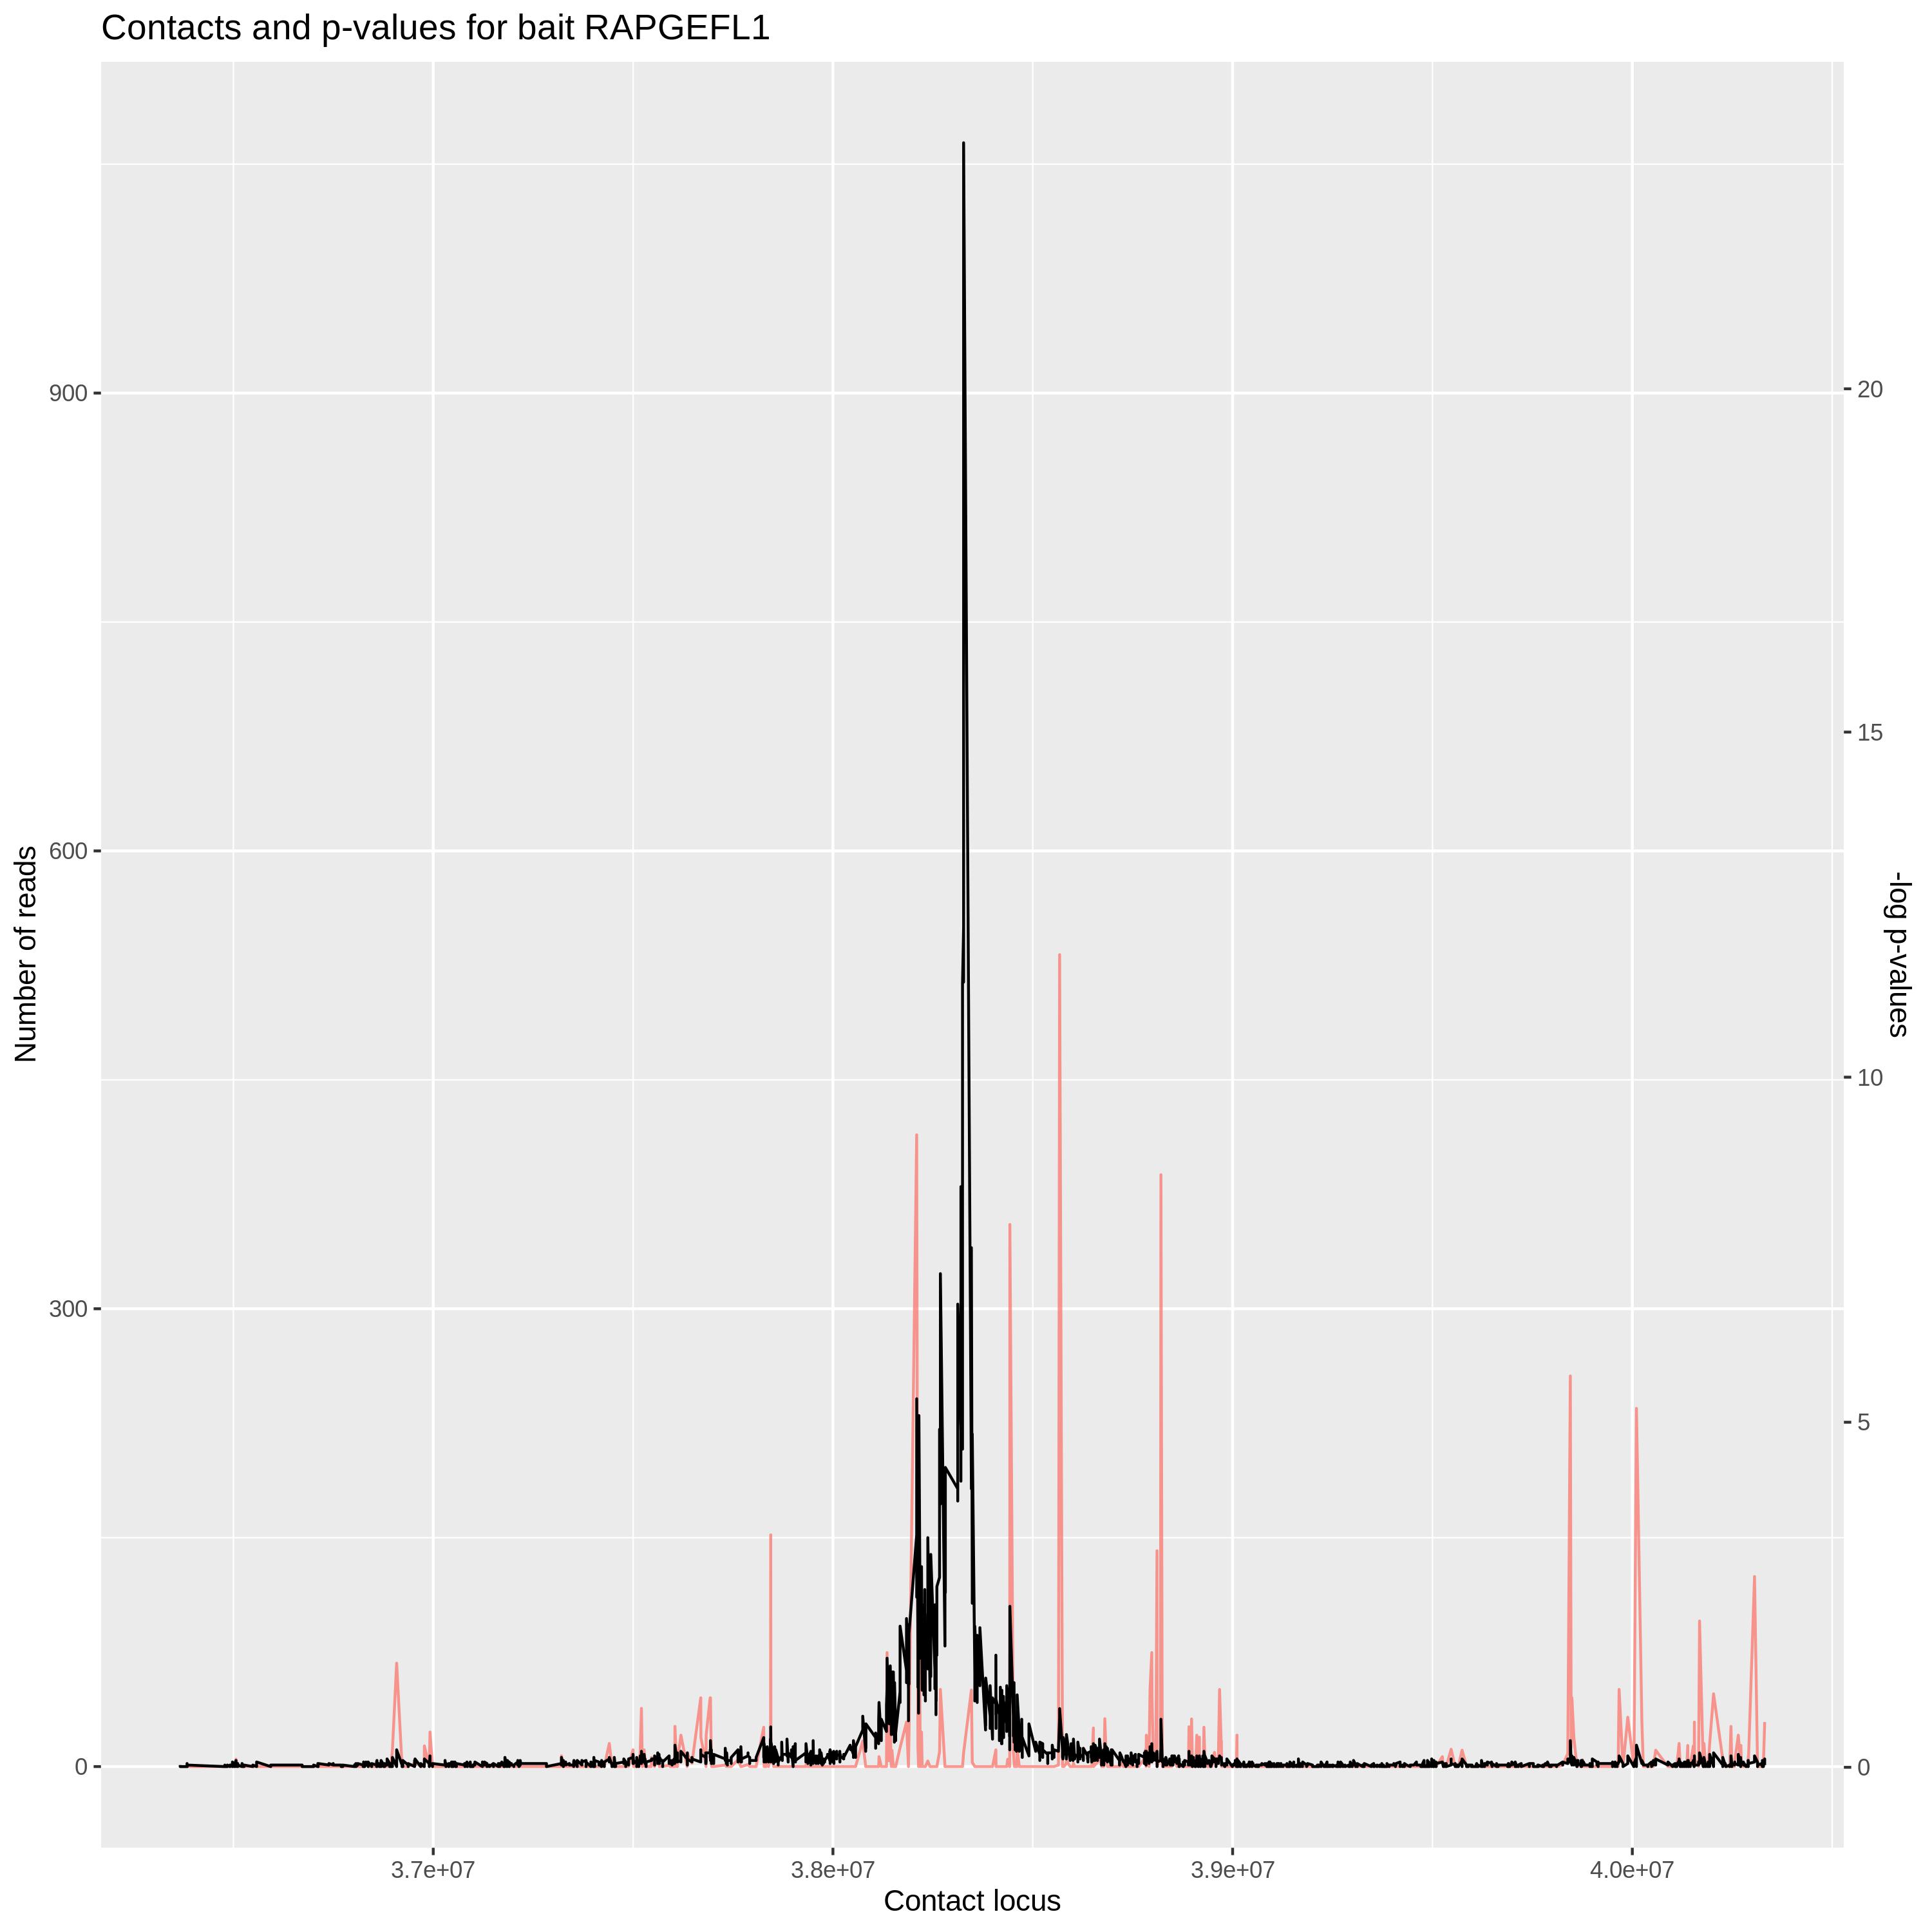 Contacts and p-values for bait RAPGEFL1
900
600
300
0
Number of reads
20
15
10
5
0
-log p-values
3.7e+07
3.8e+07
3.9e+07
4.0e+07
Contact locus